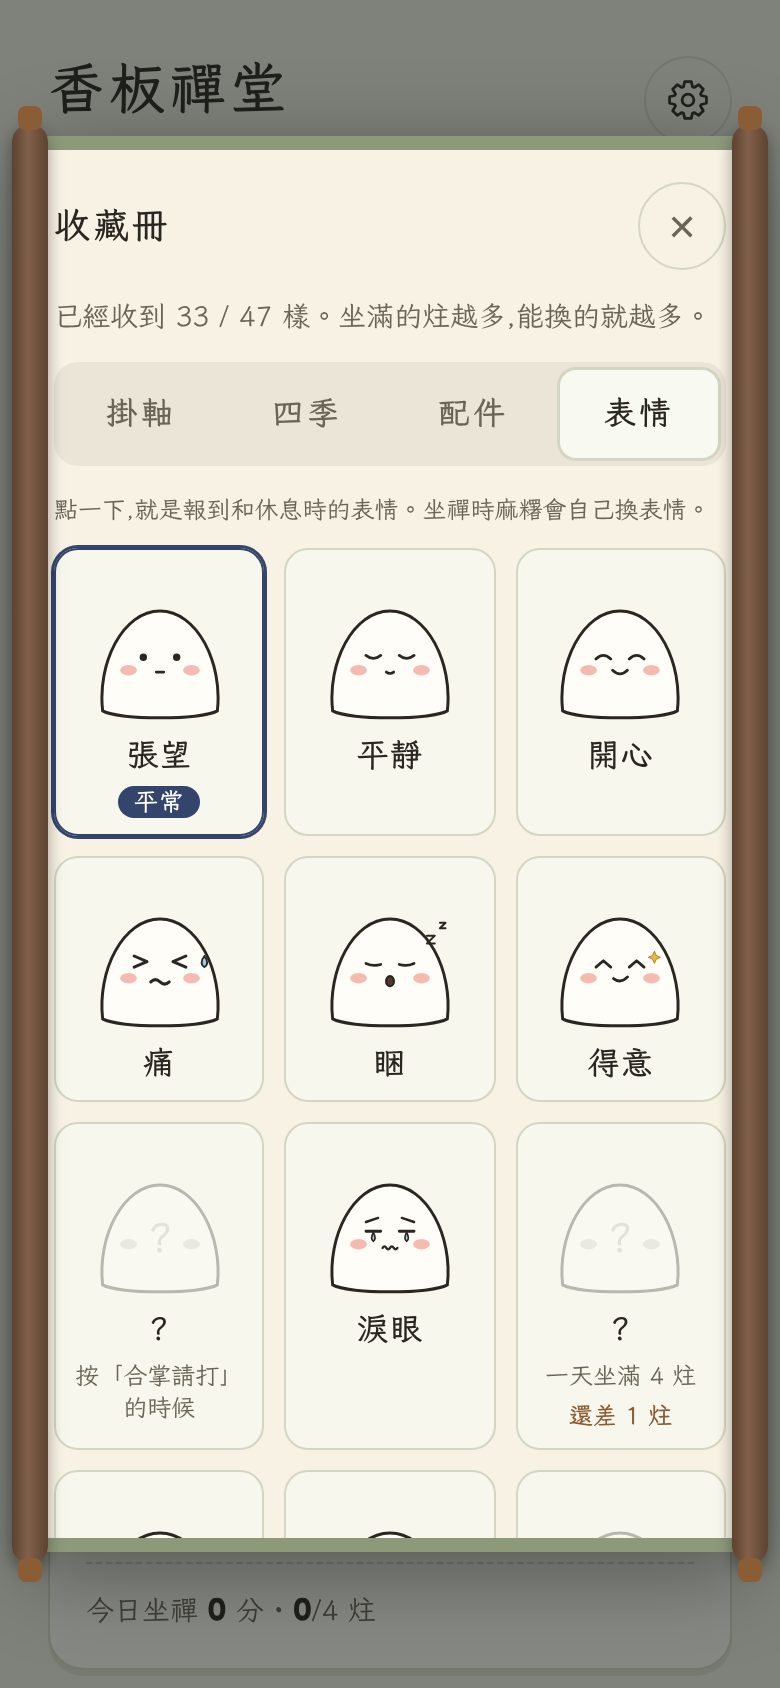 香板禪堂
收藏冊
已經收到 33 / 47 樣。坐滿的炷越多,能換的就越多。
掛軸 四季 配件 表情
點一下,就是報到和休息時的表情。坐禪時麻糬會自己換表情。
張望 平靜 開心
平常
z
z
痛 睏 得意
? ?
? 淚眼 ?
按「合掌請打」 一天坐滿 4 炷
的時候 還差 1 炷
今日坐禪 0 分・0/4 炷